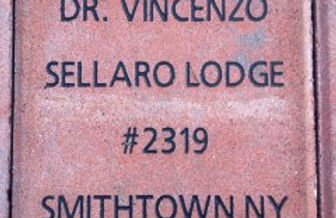 DR. VINCENZO
SELLARO LODGE
#2319
SMITHTOWN NY